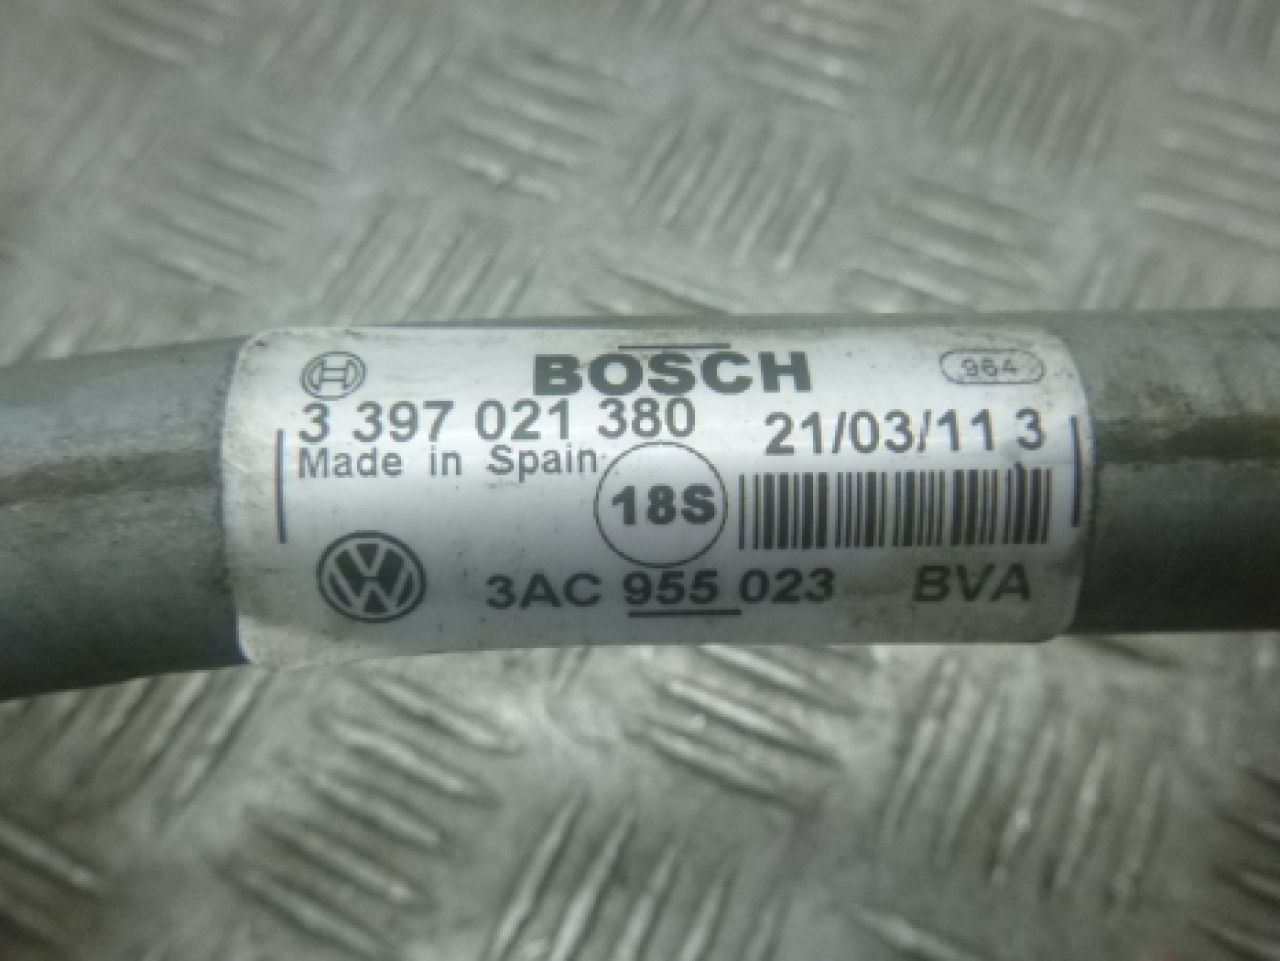 BOSCH 964
3 397 021 380 21/03/11 3
Made in Spain
18S
3AC 955 023 BVA